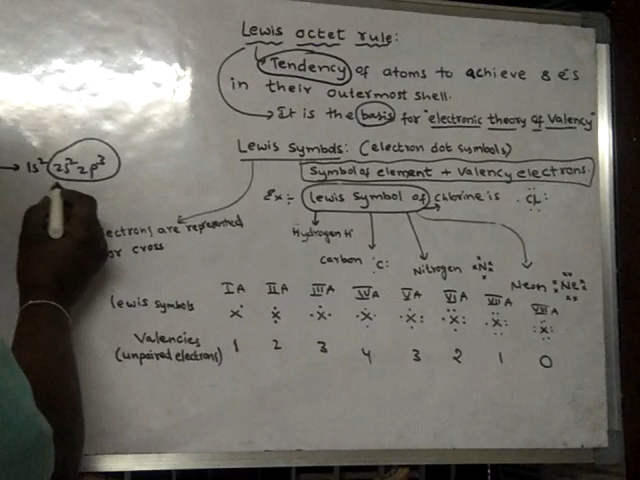 Lewis octet rule:
Tendency of atoms to achieve 8 e⁻s
in their outermost shell.
It is the basis for "electronic theory of Valency"
1s² 2s² 2p³
Lewis Symbols: (electron dot symbols)
Symbol of element + Valency electrons.
Ex:- Lewis Symbol of chlorine is Cl
ectrons are represented
or cross
Hydrogen H
Carbon C
Nitrogen N
Neon Ne
IA IIA IIIA IVA VA VIA VIIA VIIIA
Lewis symbols X X X X X X X X
Valencies 1 2 3 4 3 2 1 0
(unpaired electrons)